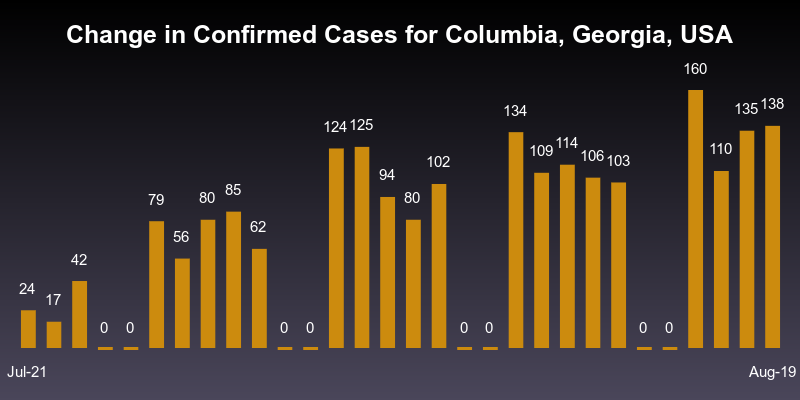 Change in Confirmed Cases for Columbia, Georgia, USA
24 17 42 0 0 79 56 80 85 62 0 0 124 125 94 80 102 0 0 134 109 114 106 103 0 0 160 110 135 138
Jul-21 Aug-19